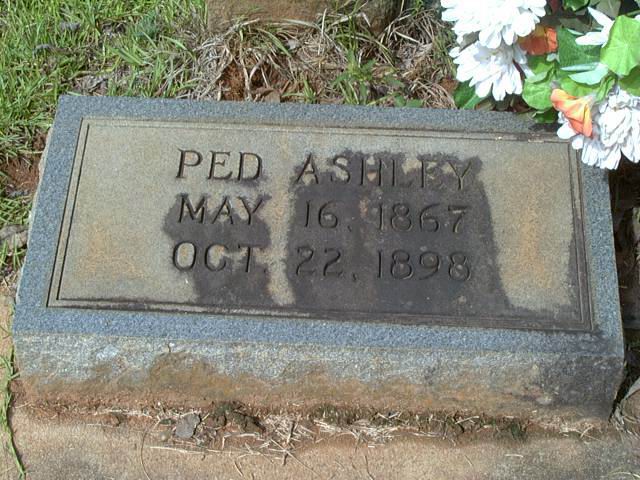 PED ASHLEY
MAY 16, 1867
OCT. 22, 1898